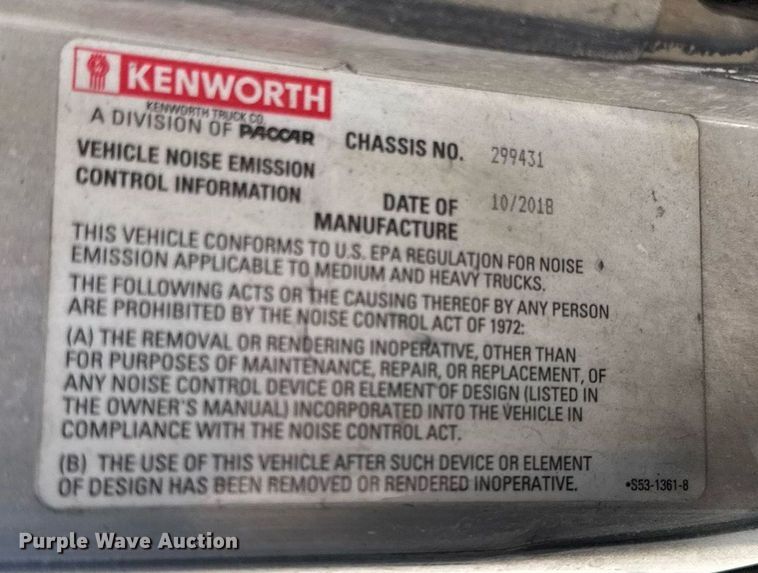 KENWORTH
KENWORTH TRUCK CO.
A DIVISION OF PACCAR
CHASSIS NO. 299431
VEHICLE NOISE EMISSION
CONTROL INFORMATION
DATE OF 10/2018
MANUFACTURE
THIS VEHICLE CONFORMS TO U.S. EPA REGULATION FOR NOISE
EMISSION APPLICABLE TO MEDIUM AND HEAVY TRUCKS.
THE FOLLOWING ACTS OR THE CAUSING THEREOF BY ANY PERSON
ARE PROHIBITED BY THE NOISE CONTROL ACT OF 1972:
(A) THE REMOVAL OR RENDERING INOPERATIVE, OTHER THAN
FOR PURPOSES OF MAINTENANCE, REPAIR, OR REPLACEMENT, OF
ANY NOISE CONTROL DEVICE OR ELEMENT OF DESIGN (LISTED IN
THE OWNER'S MANUAL) INCORPORATED INTO THE VEHICLE IN
COMPLIANCE WITH THE NOISE CONTROL ACT.
(B) THE USE OF THIS VEHICLE AFTER SUCH DEVICE OR ELEMENT
OF DESIGN HAS BEEN REMOVED OR RENDERED INOPERATIVE.
•S53-1361-8
Purple Wave Auction